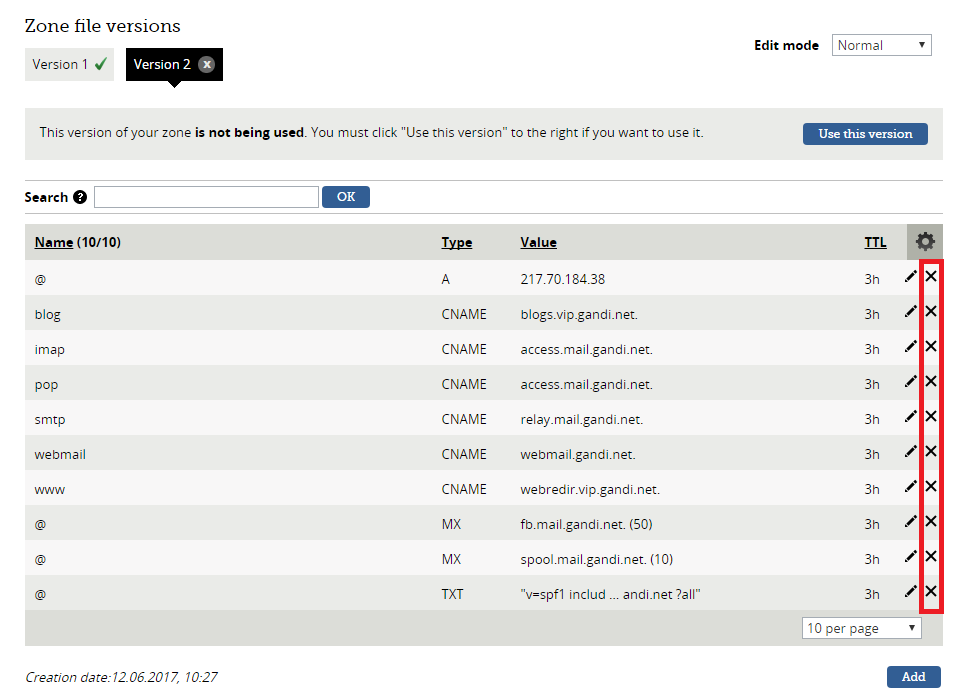 Zone file versions
Edit mode Normal
Version 1 Version 2
This version of your zone is not being used. You must click "Use this version" to the right if you want to use it. Use this version
Search ? OK
Name (10/10) Type Value TTL
@ A 217.70.184.38 3h
blog CNAME blogs.vip.gandi.net. 3h
imap CNAME access.mail.gandi.net. 3h
pop CNAME access.mail.gandi.net. 3h
smtp CNAME relay.mail.gandi.net. 3h
webmail CNAME webmail.gandi.net. 3h
www CNAME webredir.vip.gandi.net. 3h
@ MX fb.mail.gandi.net. (50) 3h
@ MX spool.mail.gandi.net. (10) 3h
@ TXT "v=spf1 includ ... andi.net ?all" 3h
10 per page
Creation date:12.06.2017, 10:27 Add